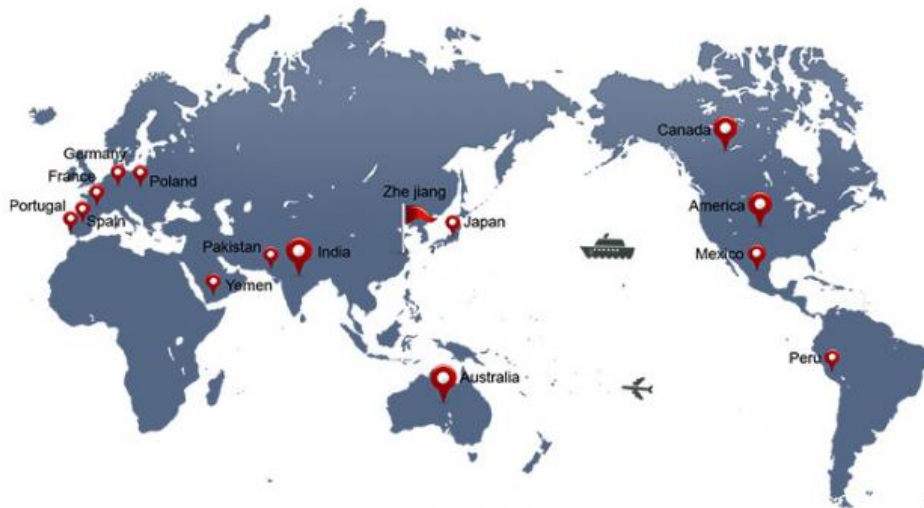 Canada
Germany
France
Poland
Zhe jiang
Portugal
Spain
Japan
America
Pakistan
India
Mexico
Yemen
Peru
Australia